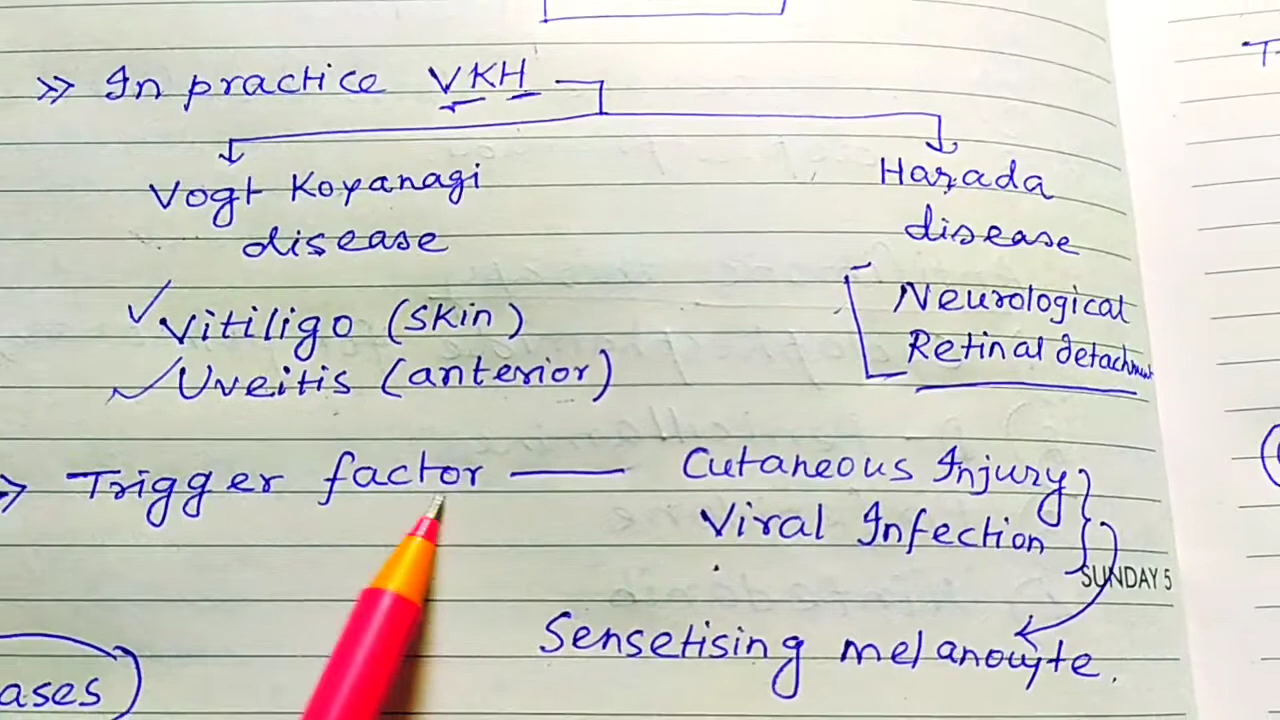 >> In practice VKH
Vogt Koyanagi
disease
Harada
disease
✓ Vitiligo (Skin)
✓ Uveitis (anterior)
Neurological
Retinal detachment
> Trigger factor — Cutaneous Injury
Viral Infection
SUNDAY 5
Sensetising melanocyte.
ases
T